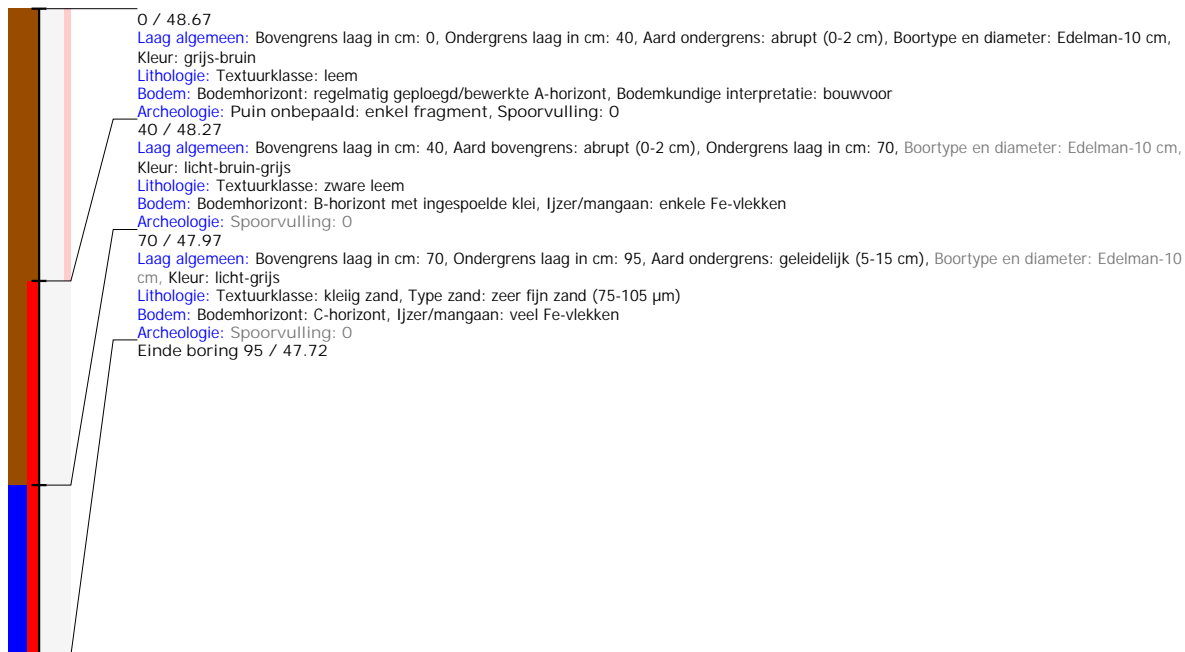 0 / 48.67
Laag algemeen: Bovengrens laag in cm: 0, Ondergrens laag in cm: 40, Aard ondergrens: abrupt (0-2 cm), Boortype en diameter: Edelman-10 cm,
Kleur: grijs-bruin
Lithologie: Textuurklasse: leem
Bodem: Bodemhorizont: regelmatig geploegd/bewerkte A-horizont, Bodemkundige interpretatie: bouwvoor
Archeologie: Puin onbepaald: enkel fragment, Spoorvulling: 0
40 / 48.27
Laag algemeen: Bovengrens laag in cm: 40, Aard bovengrens: abrupt (0-2 cm), Ondergrens laag in cm: 70, Boortype en diameter: Edelman-10 cm,
Kleur: licht-bruin-grijs
Lithologie: Textuurklasse: zware leem
Bodem: Bodemhorizont: B-horizont met ingespoelde klei, Ijzer/mangaan: enkele Fe-vlekken
Archeologie: Spoorvulling: 0
70 / 47.97
Laag algemeen: Bovengrens laag in cm: 70, Ondergrens laag in cm: 95, Aard ondergrens: geleidelijk (5-15 cm), Boortype en diameter: Edelman-10
cm, Kleur: licht-grijs
Lithologie: Textuurklasse: kleiig zand, Type zand: zeer fijn zand (75-105 µm)
Bodem: Bodemhorizont: C-horizont, Ijzer/mangaan: veel Fe-vlekken
Archeologie: Spoorvulling: 0
Einde boring 95 / 47.72